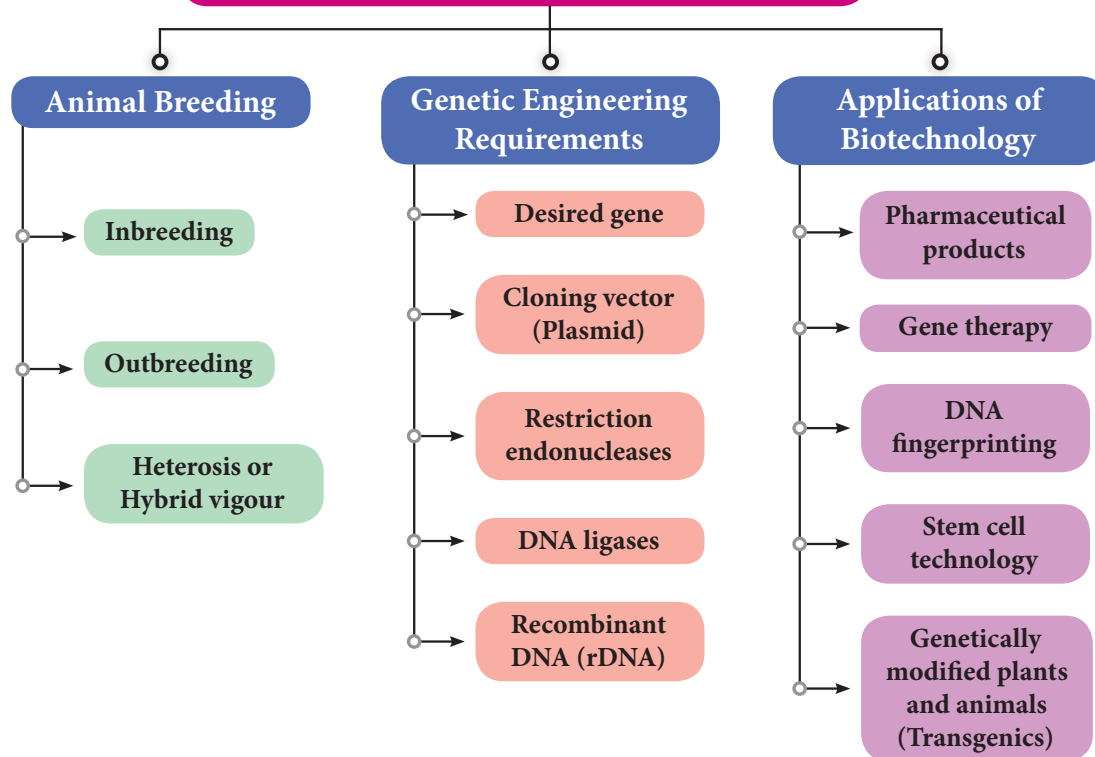 Animal Breeding
Inbreeding
Outbreeding
Heterosis or
Hybrid vigour
Genetic Engineering
Requirements
Desired gene
Cloning vector
(Plasmid)
Restriction
endonucleases
DNA ligases
Recombinant
DNA (rDNA)
Applications of
Biotechnology
Pharmaceutical
products
Gene therapy
DNA
fingerprinting
Stem cell
technology
Genetically
modified plants
and animals
(Transgenics)